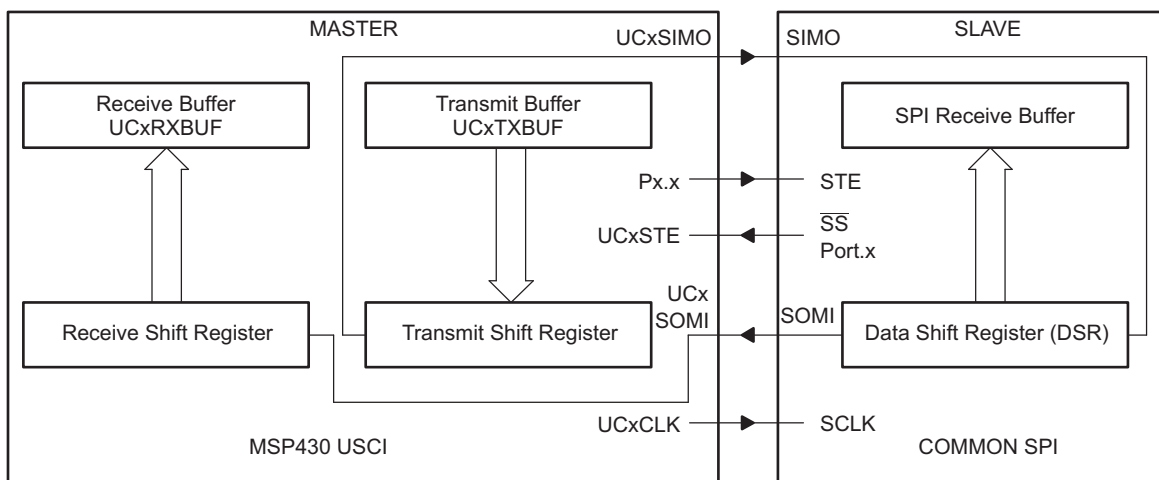 MASTER
UCxSIMO
SIMO
SLAVE
Receive Buffer
UCxRXBUF
Transmit Buffer
UCxTXBUF
SPI Receive Buffer
Px.x
STE
UCxSTE
SS
Port.x
UCx
SOMI
SOMI
Receive Shift Register
Transmit Shift Register
Data Shift Register (DSR)
UCxCLK
SCLK
MSP430 USCI
COMMON SPI